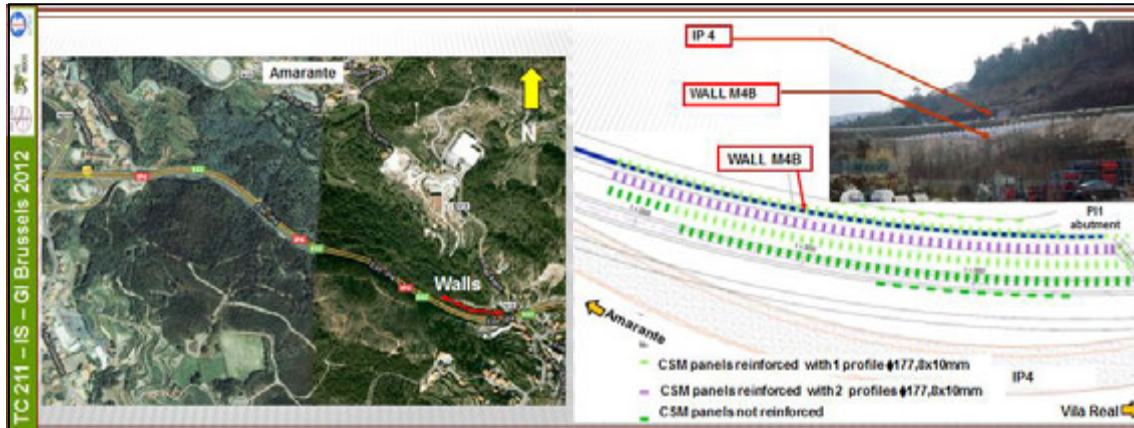 TC 211 – IS – GI Brussels 2012
Amarante
N
Walls
IP 4
WALL M4B
WALL M4B
PI1
abutment
Amarante
CSM panels reinforced with 1 profile ϕ177,8x10mm
IP4
CSM panels reinforced with 2 profiles ϕ177,8x10mm
CSM panels not reinforced
Vila Real